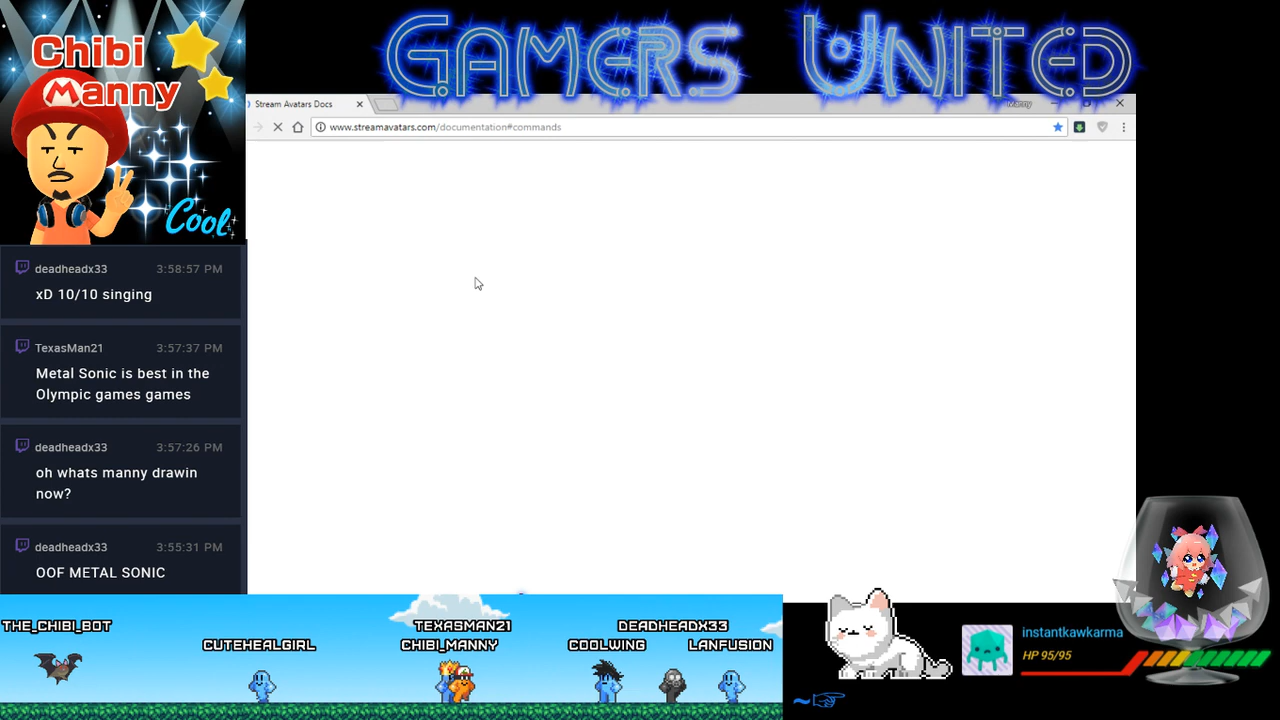 GAMERS UNITED
Chibi
Manny
Cool
Stream Avatars Docs
Manny
www.streamavatars.com/documentation#commands
deadheadx33 3:58:57 PM
xD 10/10 singing
TexasMan21 3:57:37 PM
Metal Sonic is best in the
Olympic games games
deadheadx33 3:57:26 PM
oh whats manny drawin
now?
deadheadx33 3:55:31 PM
OOF METAL SONIC
THE_CHIBI_BOT
CUTEHEALGIRL
TEXASMAN21
CHIBI_MANNY
DEADHEADX33
COOLWING
LANFUSION
instantkawkarma
HP 95/95